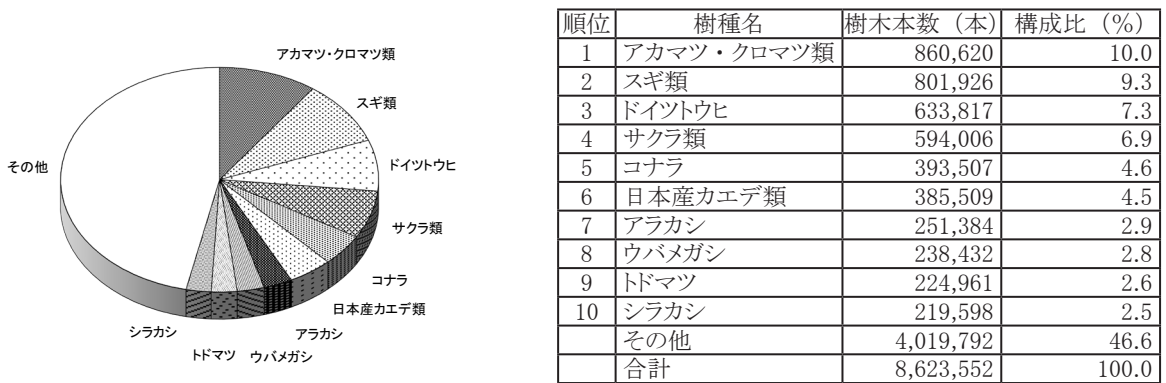 アカマツ・クロマツ類
スギ類
ドイツトウヒ
サクラ類
コナラ
日本産カエデ類
アラカシ
ウバメガシ
トドマツ
シラカシ
その他
順位 樹種名 樹木本数（本） 構成比（%）
1 アカマツ・クロマツ類 860,620 10.0
2 スギ類 801,926 9.3
3 ドイツトウヒ 633,817 7.3
4 サクラ類 594,006 6.9
5 コナラ 393,507 4.6
6 日本産カエデ類 385,509 4.5
7 アラカシ 251,384 2.9
8 ウバメガシ 238,432 2.8
9 トドマツ 224,961 2.6
10 シラカシ 219,598 2.5
その他 4,019,792 46.6
合計 8,623,552 100.0